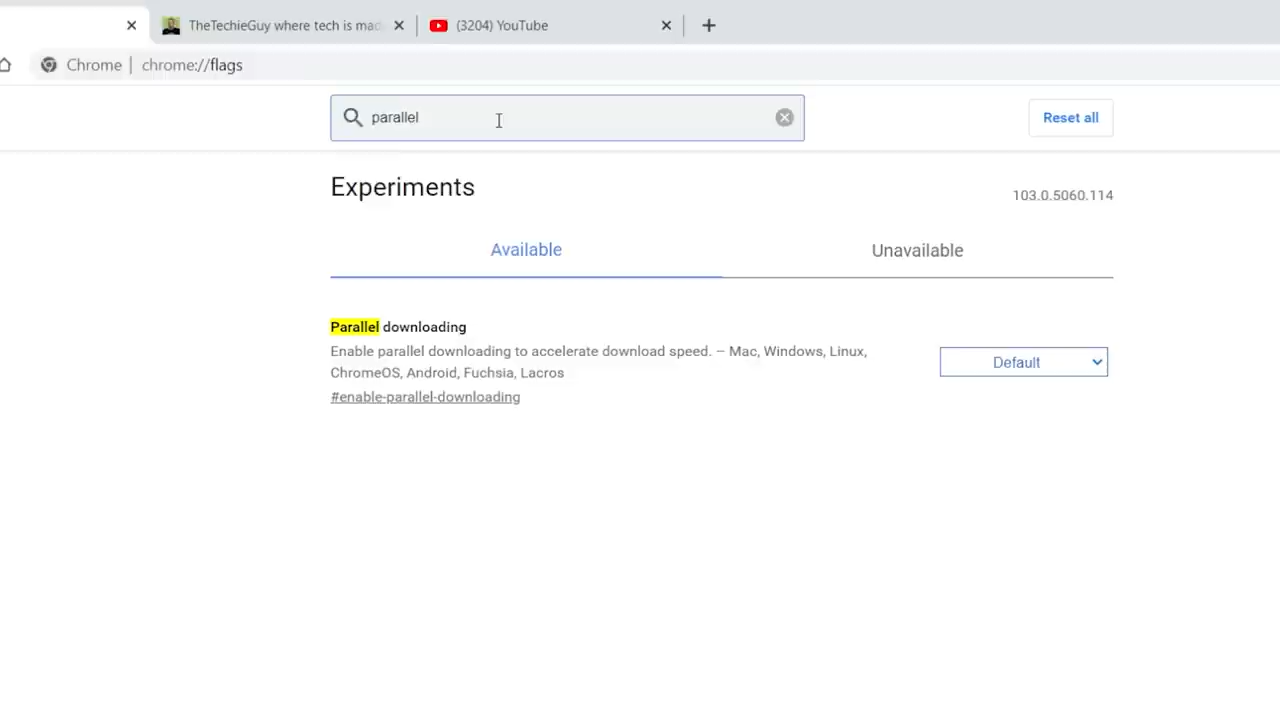 TheTechieGuy where tech is mad
(3204) YouTube
Chrome | chrome://flags
parallel
Reset all
Experiments
103.0.5060.114
Available
Unavailable
Parallel downloading
Enable parallel downloading to accelerate download speed. – Mac, Windows, Linux,
ChromeOS, Android, Fuchsia, Lacros
Default
#enable-parallel-downloading